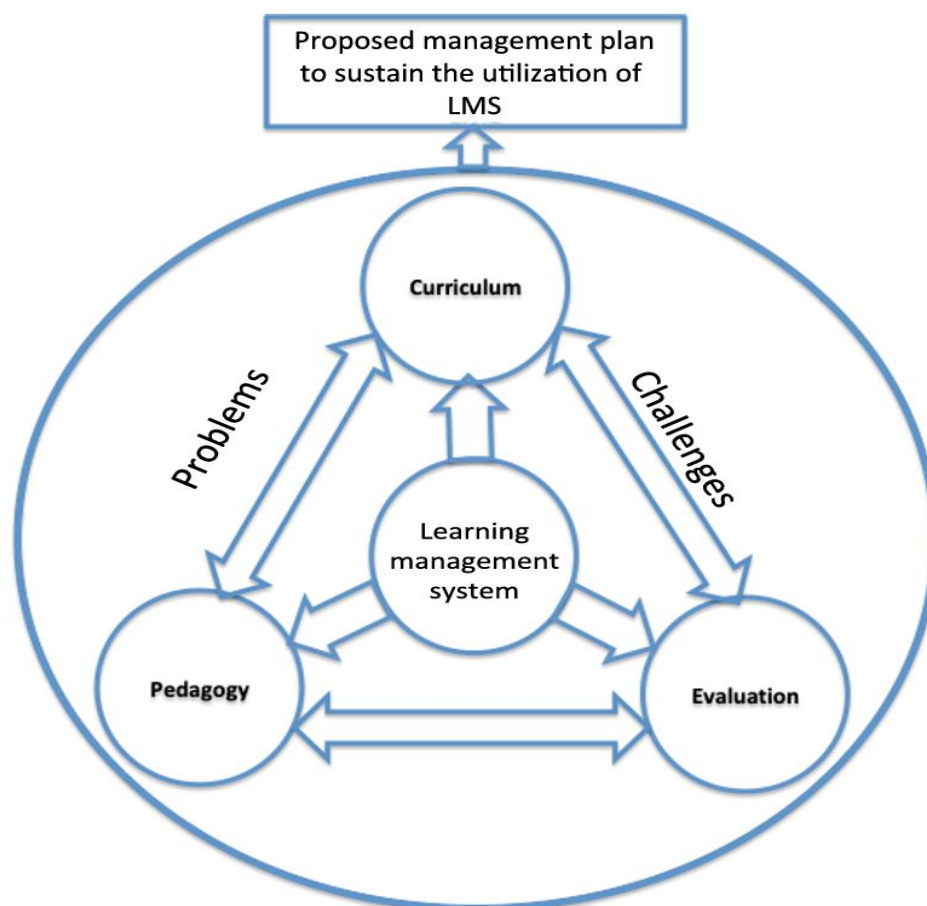 Proposed management plan
to sustain the utilization of
LMS
Curriculum
Problems
Challenges
Learning
management
system
Pedagogy
Evaluation